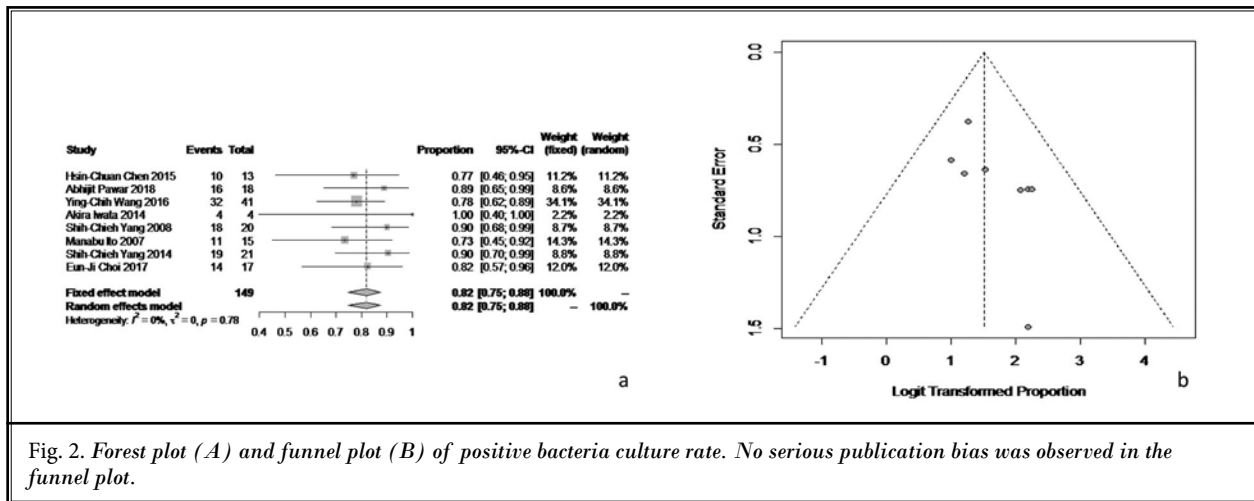 Study Events Total Proportion 95%-CI Weight (fixed) Weight (random)
Hsin-Chuan Chen 2015 10 13 0.77 [0.46; 0.95] 11.2% 11.2%
Abhijit Pawar 2018 16 18 0.89 [0.65; 0.99] 8.6% 8.6%
Ying-Chih Wang 2016 32 41 0.78 [0.62; 0.89] 34.1% 34.1%
Akira Iwata 2014 4 4 1.00 [0.40; 1.00] 2.2% 2.2%
Shih-Chieh Yang 2008 18 20 0.90 [0.68; 0.99] 8.7% 8.7%
Manabu Ito 2007 11 15 0.73 [0.45; 0.92] 14.3% 14.3%
Shih-Chieh Yang 2014 19 21 0.90 [0.70; 0.99] 8.8% 8.8%
Eun-Ji Choi 2017 14 17 0.82 [0.57; 0.96] 12.0% 12.0%
Fixed effect model 149 0.82 [0.75; 0.88] 100.0% --
Random effects model 0.82 [0.75; 0.88] -- 100.0%
Heterogeneity: I² = 0%, τ² = 0, p = 0.78
0.4 0.5 0.6 0.7 0.8 0.9 1
a
Standard Error
0.0
0.5
1.0
1.5
-1 0 1 2 3 4
Logit Transformed Proportion
b
Fig. 2. Forest plot (A) and funnel plot (B) of positive bacteria culture rate. No serious publication bias was observed in the
funnel plot.